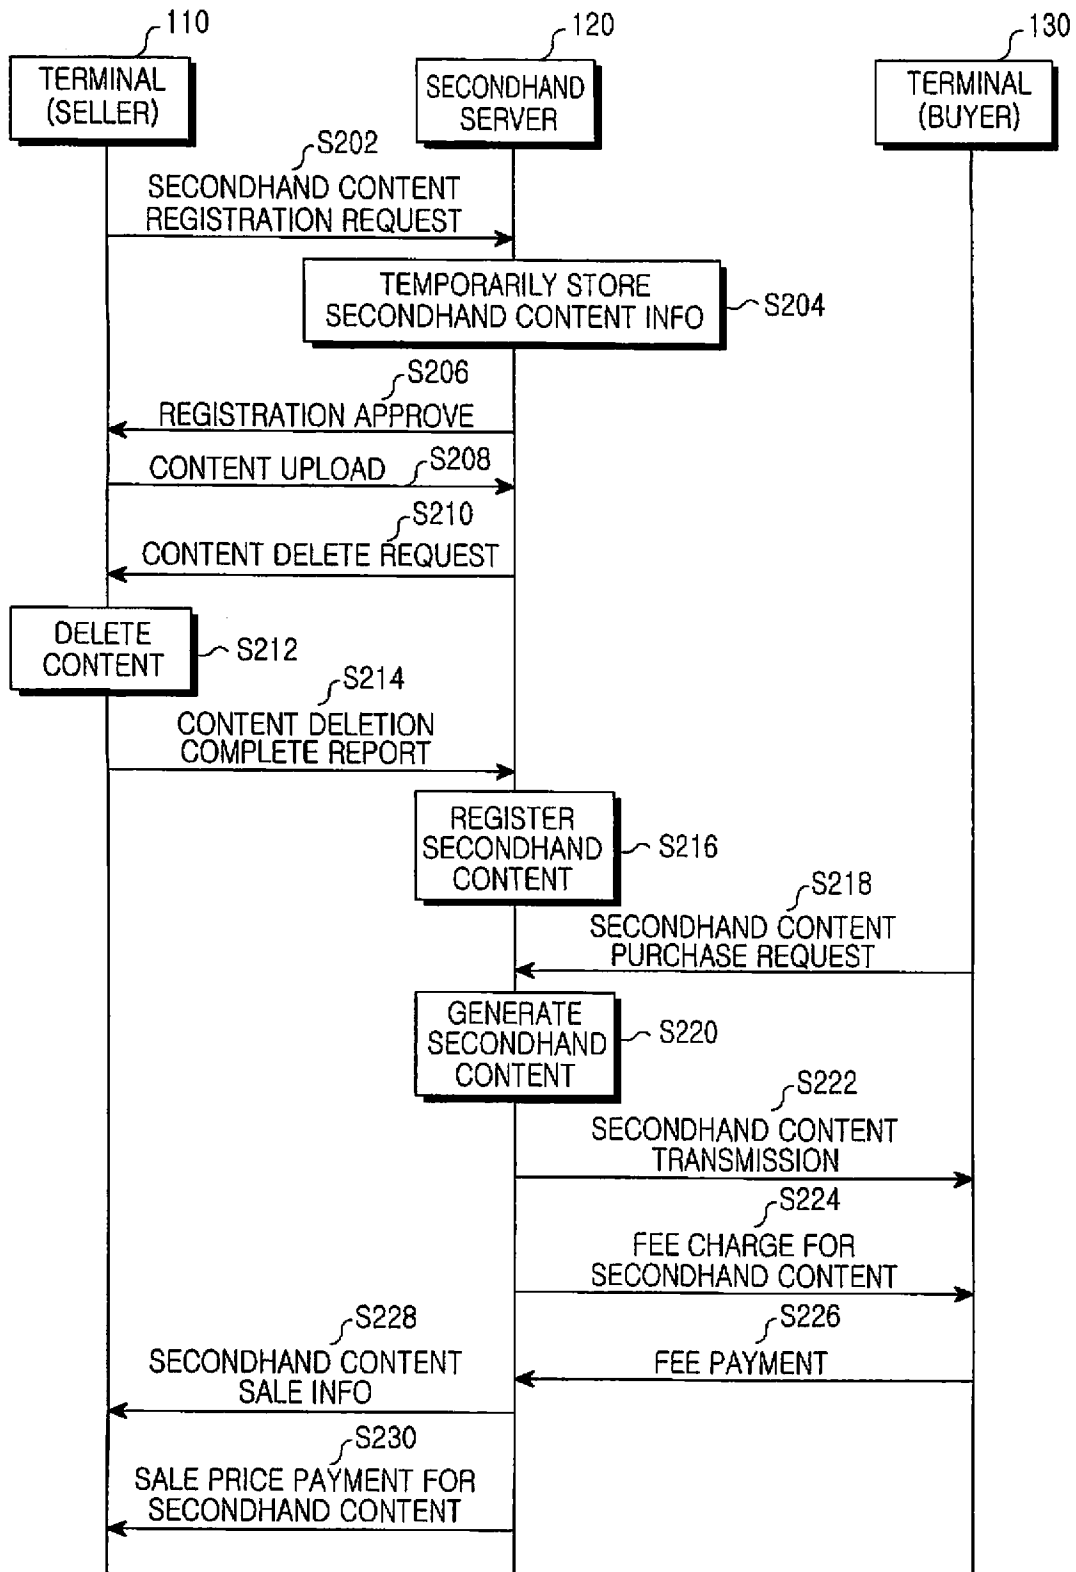 110
120
130
TERMINAL
(SELLER)
SECONDHAND
SERVER
TERMINAL
(BUYER)
S202
SECONDHAND CONTENT
REGISTRATION REQUEST
TEMPORARILY STORE
SECONDHAND CONTENT INFO
S204
S206
REGISTRATION APPROVE
CONTENT UPLOAD
S208
S210
CONTENT DELETE REQUEST
DELETE
CONTENT
S212
S214
CONTENT DELETION
COMPLETE REPORT
REGISTER
SECONDHAND
CONTENT
S216
S218
SECONDHAND CONTENT
PURCHASE REQUEST
GENERATE
SECONDHAND
CONTENT
S220
S222
SECONDHAND CONTENT
TRANSMISSION
S224
FEE CHARGE FOR
SECONDHAND CONTENT
S226
FEE PAYMENT
S228
SECONDHAND CONTENT
SALE INFO
S230
SALE PRICE PAYMENT FOR
SECONDHAND CONTENT